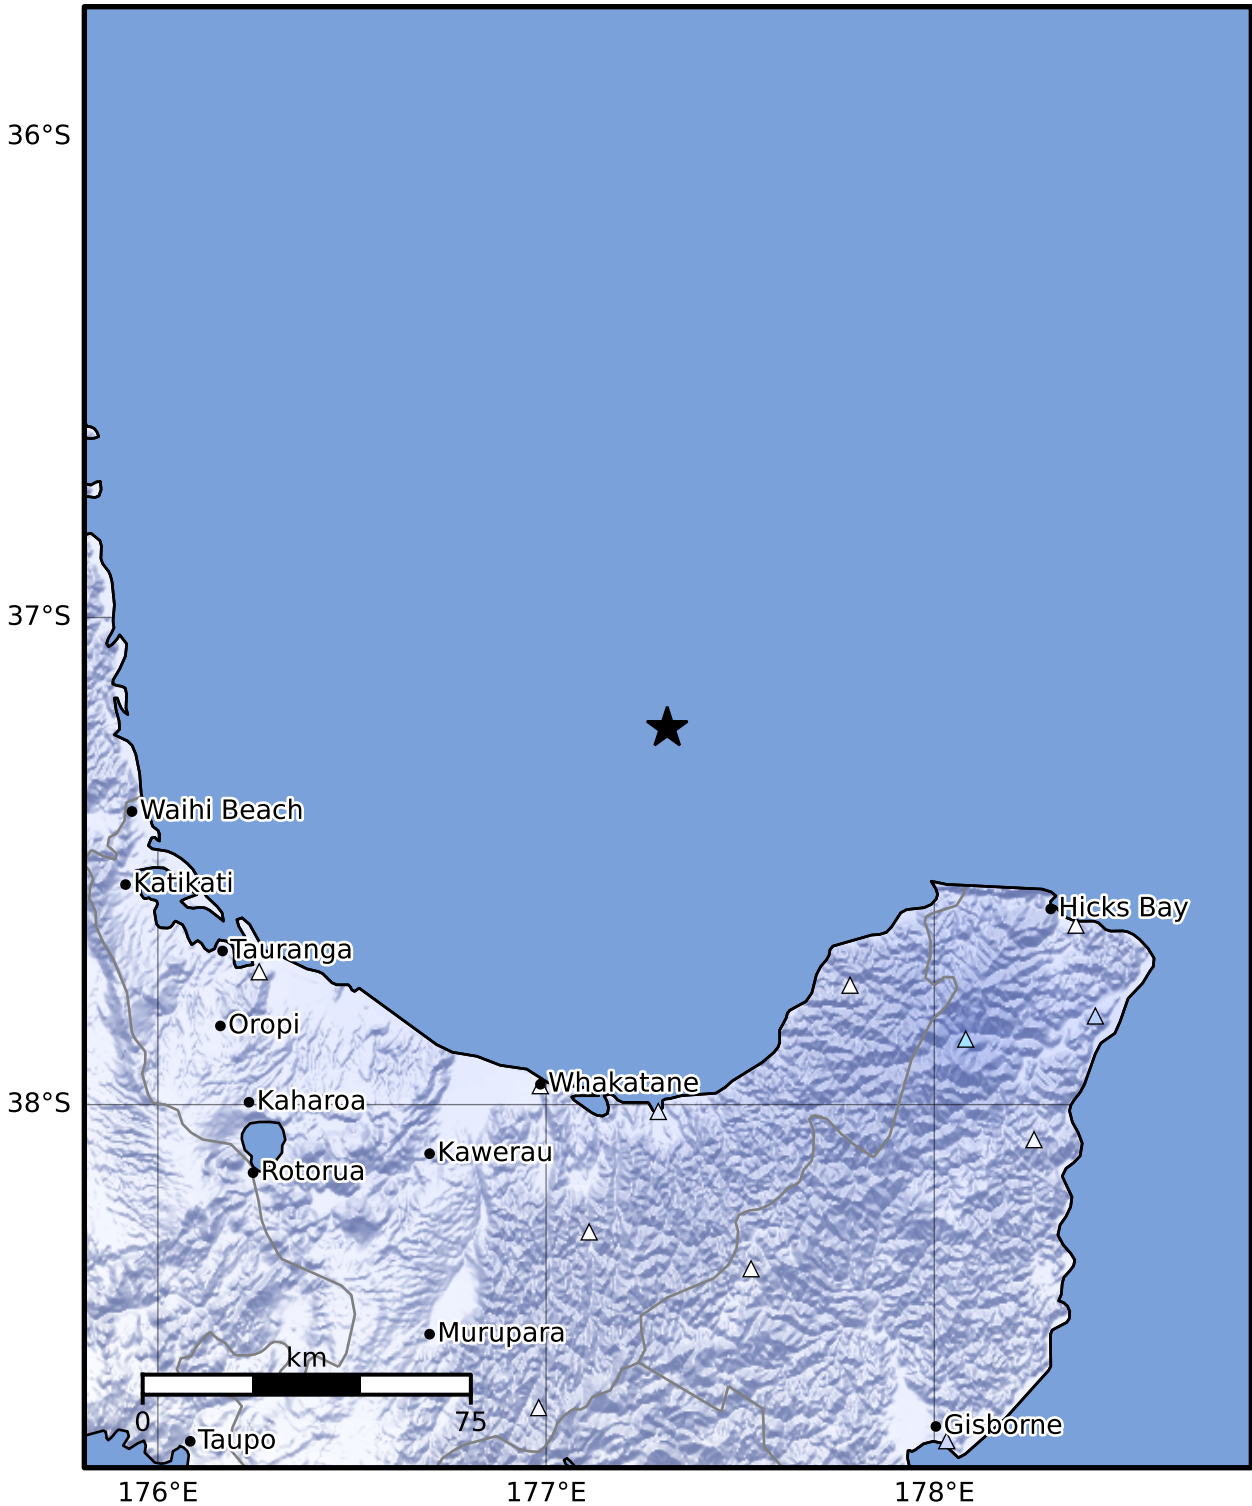 36°S
37°S
Waihi Beach
Katikati
Hicks Bay
Tauranga
Oropi
Whakatane
38°S
Kaharoa
Kawerau
Rotorua
Murupara
km
0
75
Gisborne
Taupo
176°E
177°E
178°E